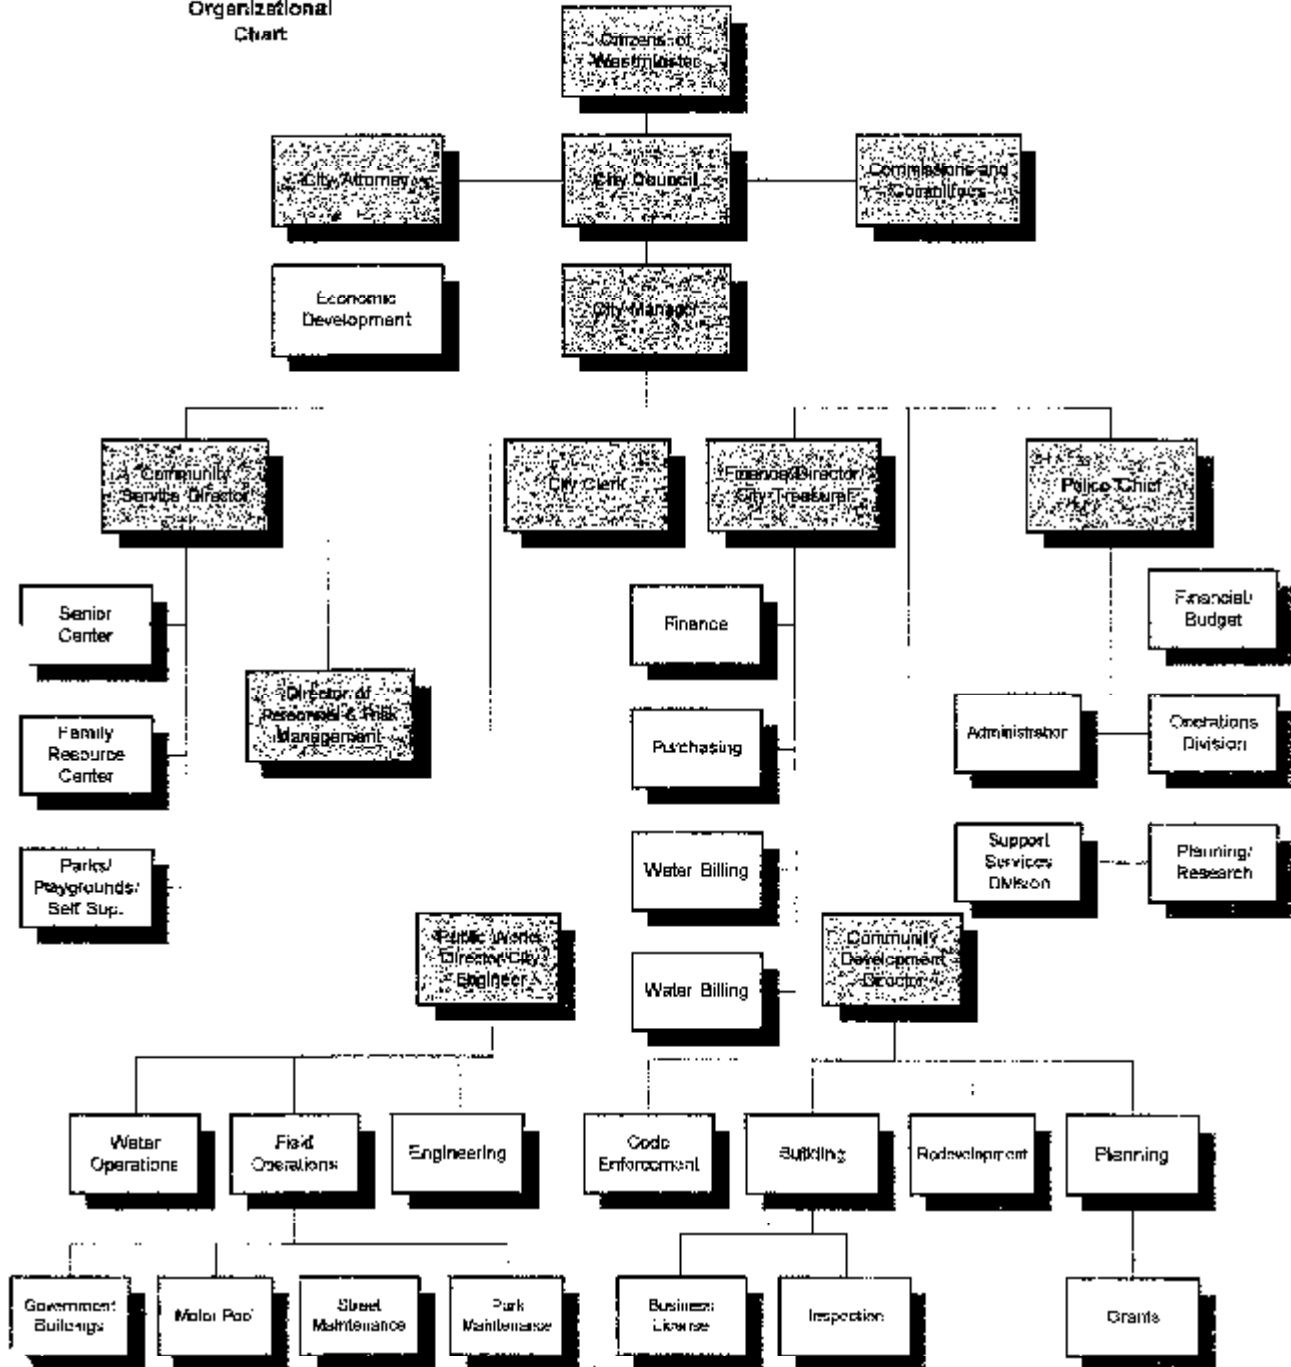 Organizational
Chart
Citizens of
Westminster
City Attorney
City Council
Commissions and
Committees
Economic
Development
City Manager
Community
Service Director
City Clerk
Finance/Director/
City Treasural
Police Chief
Senior
Center
Finance
Financial/
Budget
Director of
Personnel & Risk
Management
Family
Resource
Center
Purchasing
Administration
Operations
Division
Parks/
Playgrounds/
Self Sup.
Water Billing
Support
Services
Division
Planning/
Research
Public Works
Director/City
Engineer
Water Billing
Community
Development
Director
Water
Operations
Field
Operations
Engineering
Code
Enforcement
Building
Redevelopment
Planning
Government
Buildings
Motor Pool
Street
Maintenance
Park
Maintenance
Business
License
Inspection
Grants